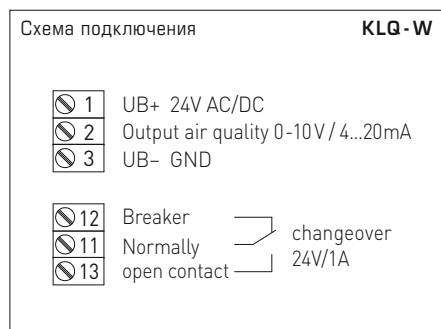 Схема подключения KLQ-W
1 UB+ 24V AC/DC
2 Output air quality 0-10V / 4...20mA
3 UB– GND
12 Breaker
11 Normally
13 open contact
changeover
24V/1A